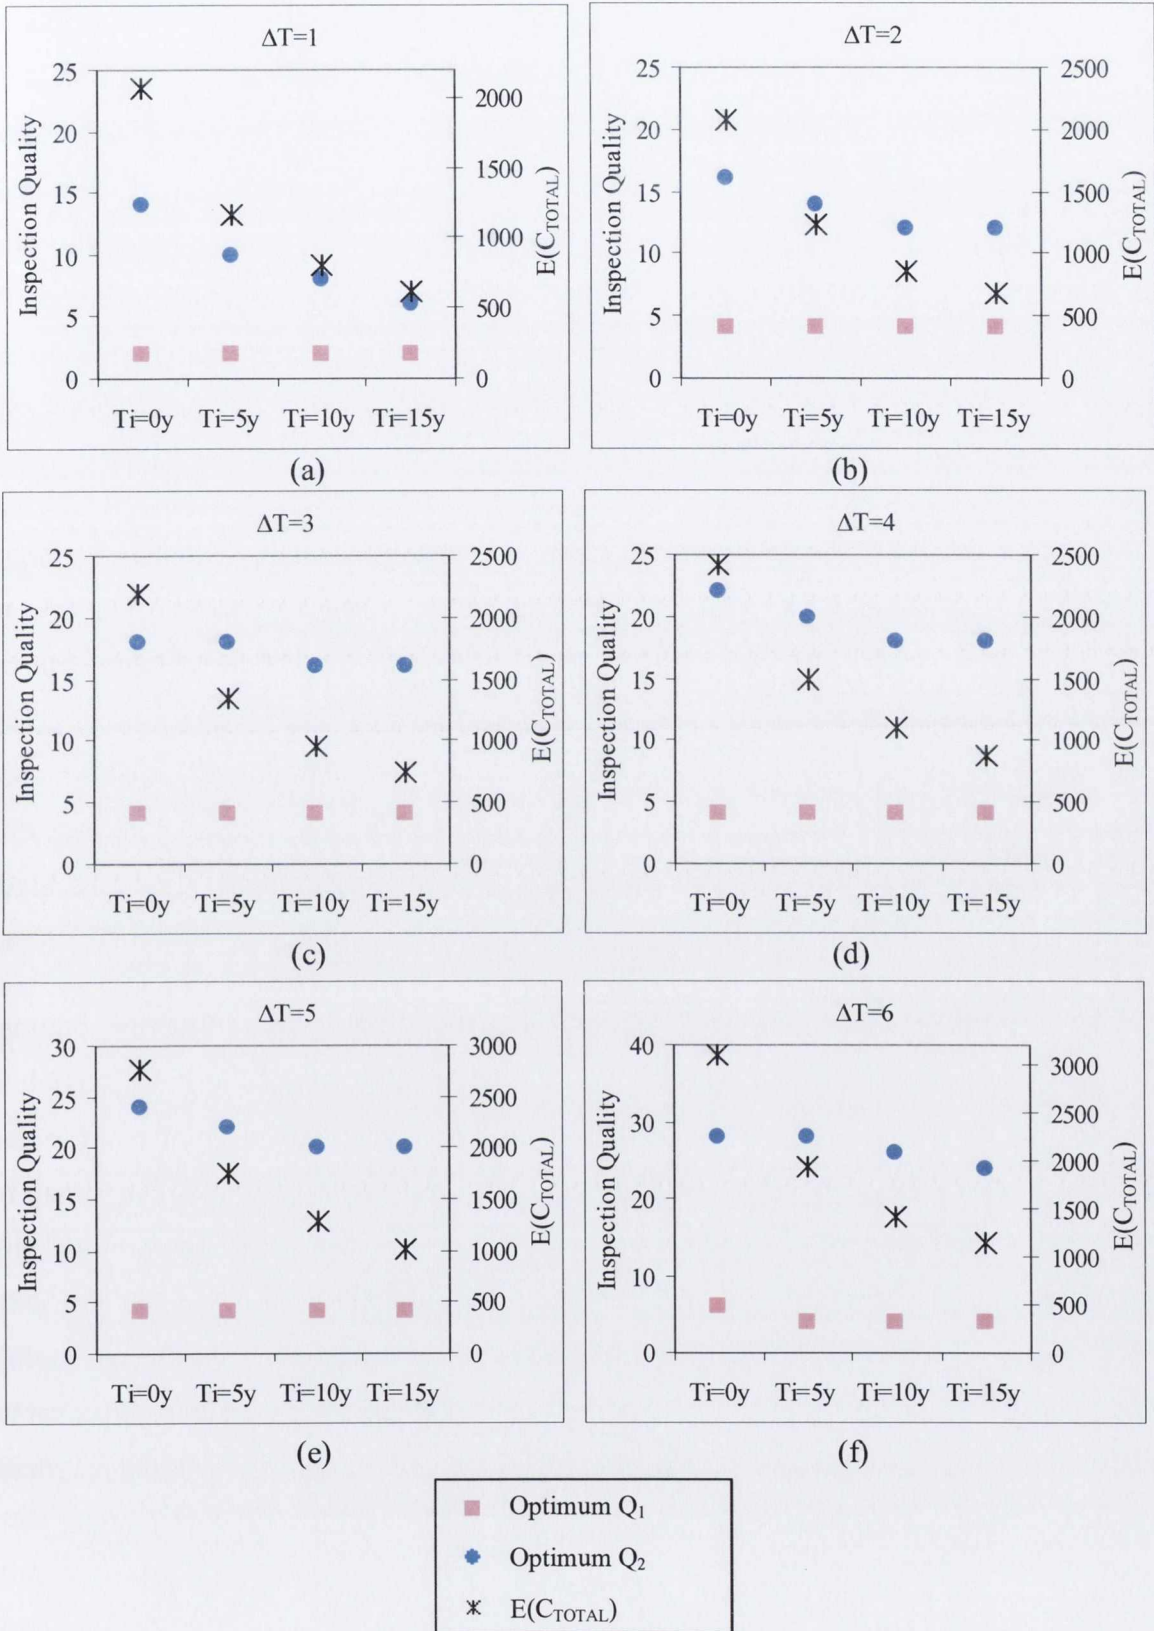 ΔT=1
25
20
15
10
5
0
Inspection Quality
2000
1500
1000
500
0
E(C_TOTAL)
Ti=0y Ti=5y Ti=10y Ti=15y
(a)
ΔT=2
25
20
15
10
5
0
Inspection Quality
2500
2000
1500
1000
500
0
E(C_TOTAL)
Ti=0y Ti=5y Ti=10y Ti=15y
(b)
ΔT=3
25
20
15
10
5
0
Inspection Quality
2500
2000
1500
1000
500
0
E(C_TOTAL)
Ti=0y Ti=5y Ti=10y Ti=15y
(c)
ΔT=4
25
20
15
10
5
0
Inspection Quality
2500
2000
1500
1000
500
0
E(C_TOTAL)
Ti=0y Ti=5y Ti=10y Ti=15y
(d)
ΔT=5
30
25
20
15
10
5
0
Inspection Quality
3000
2500
2000
1500
1000
500
0
E(C_TOTAL)
Ti=0y Ti=5y Ti=10y Ti=15y
(e)
ΔT=6
40
30
20
10
0
Inspection Quality
3000
2500
2000
1500
1000
500
0
E(C_TOTAL)
Ti=0y Ti=5y Ti=10y Ti=15y
(f)
Optimum Q₁
Optimum Q₂
E(C_TOTAL)